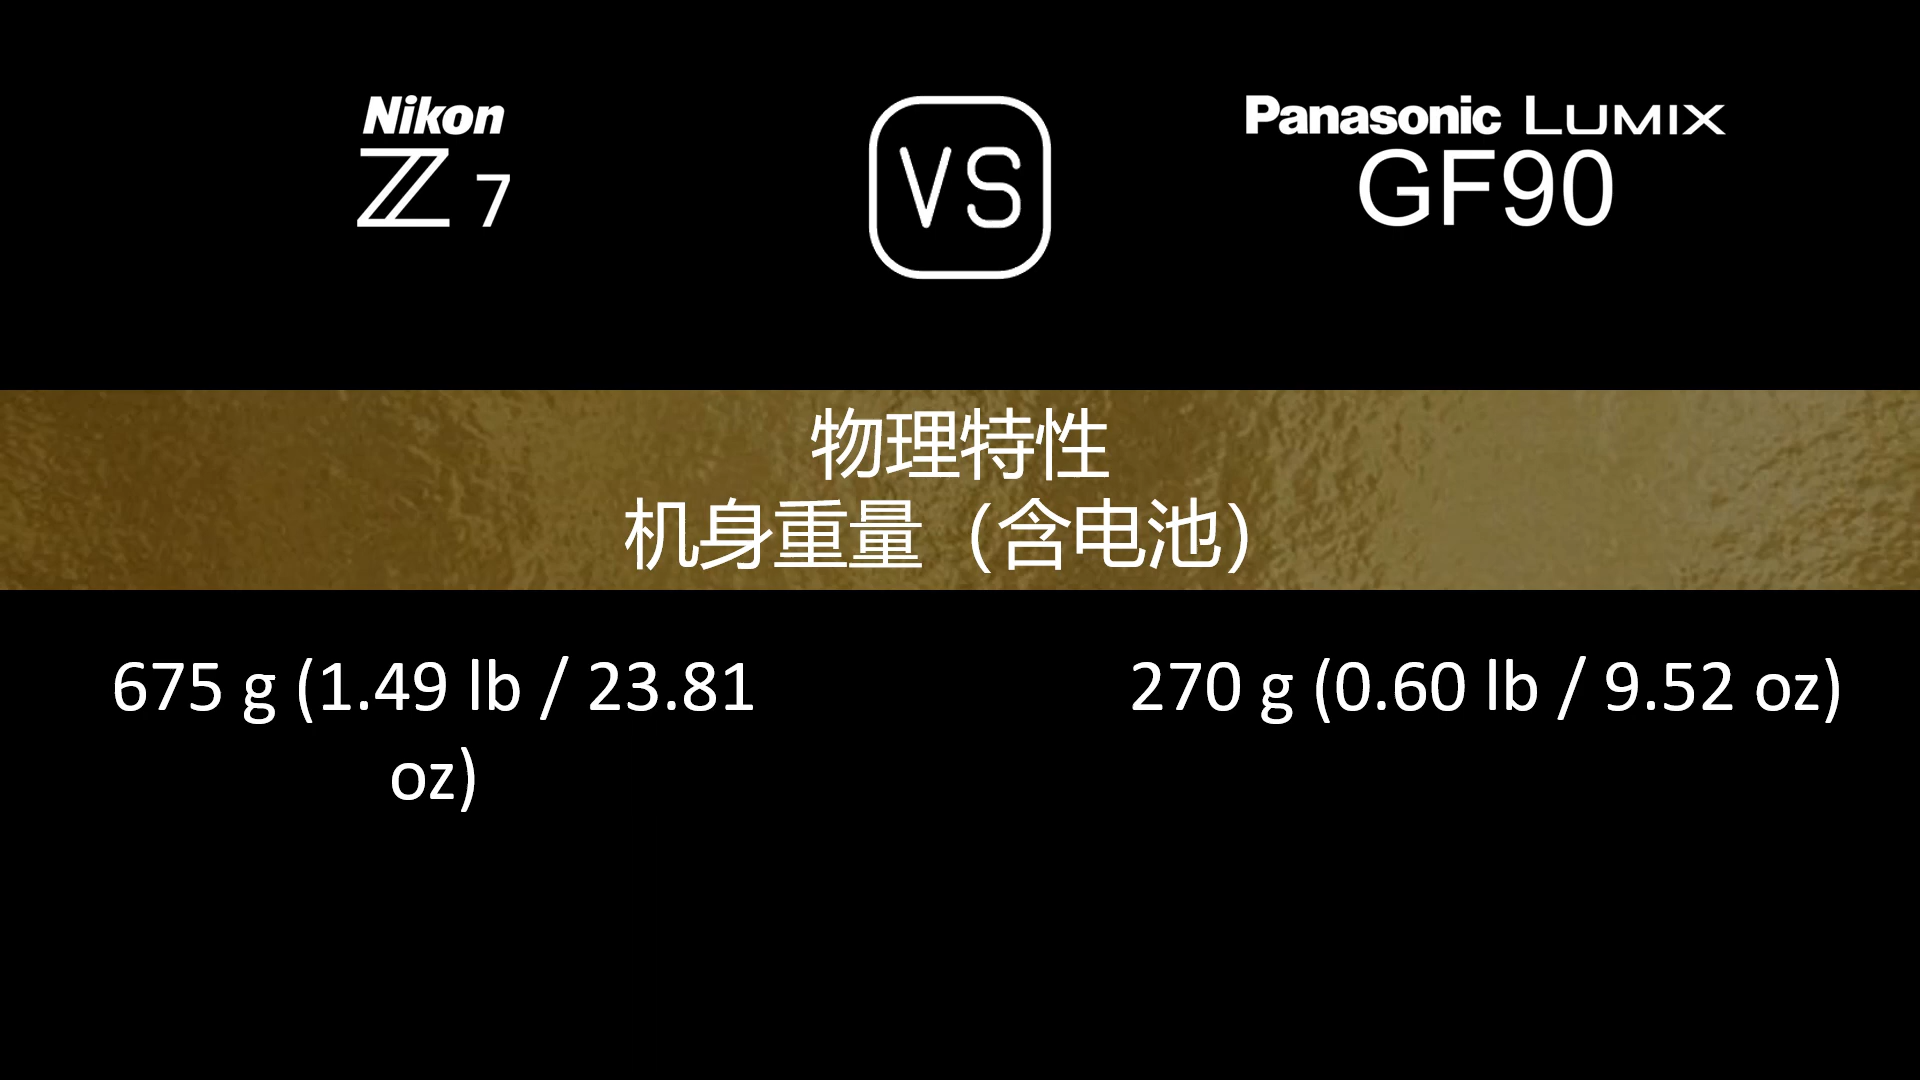 Nikon
Z 7
VS
Panasonic LUMIX
GF90
物理特性
机身重量（含电池）
675 g (1.49 lb / 23.81
oz)
270 g (0.60 lb / 9.52 oz)